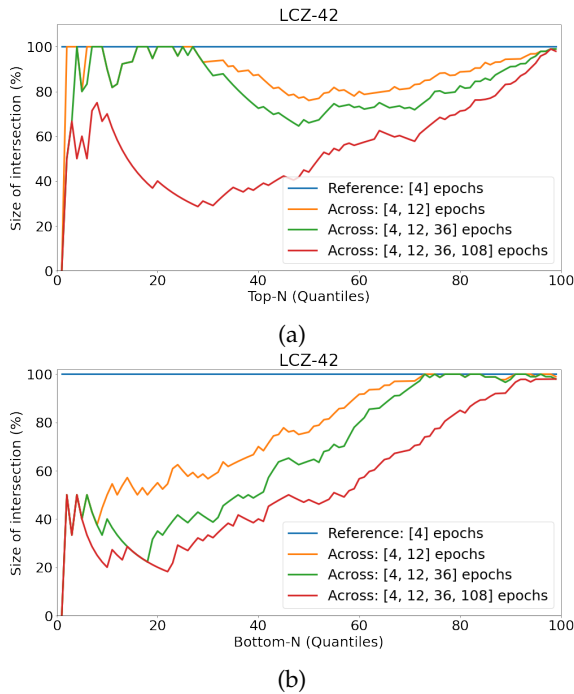 LCZ-42
100
80
60
40
20
0
Size of intersection (%)
Reference: [4] epochs
Across: [4, 12] epochs
Across: [4, 12, 36] epochs
Across: [4, 12, 36, 108] epochs
0 20 40 60 80 100
Top-N (Quantiles)
(a)
LCZ-42
100
80
60
40
20
0
Size of intersection (%)
Reference: [4] epochs
Across: [4, 12] epochs
Across: [4, 12, 36] epochs
Across: [4, 12, 36, 108] epochs
0 20 40 60 80 100
Bottom-N (Quantiles)
(b)